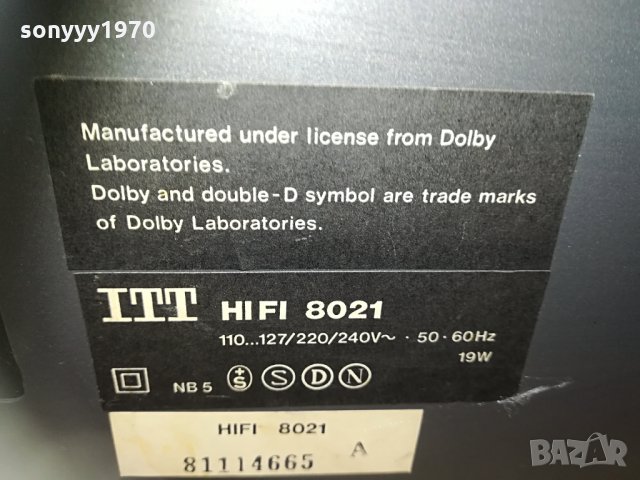 sonyyy1970
Manufactured under license from Dolby
Laboratories.
Dolby and double-D symbol are trade marks
of Dolby Laboratories.
ITT HIFI 8021
110...127/220/240V~ · 50·60Hz
19W
NB 5 +S S D N
HIFI 8021
81114665 A
BAZAR